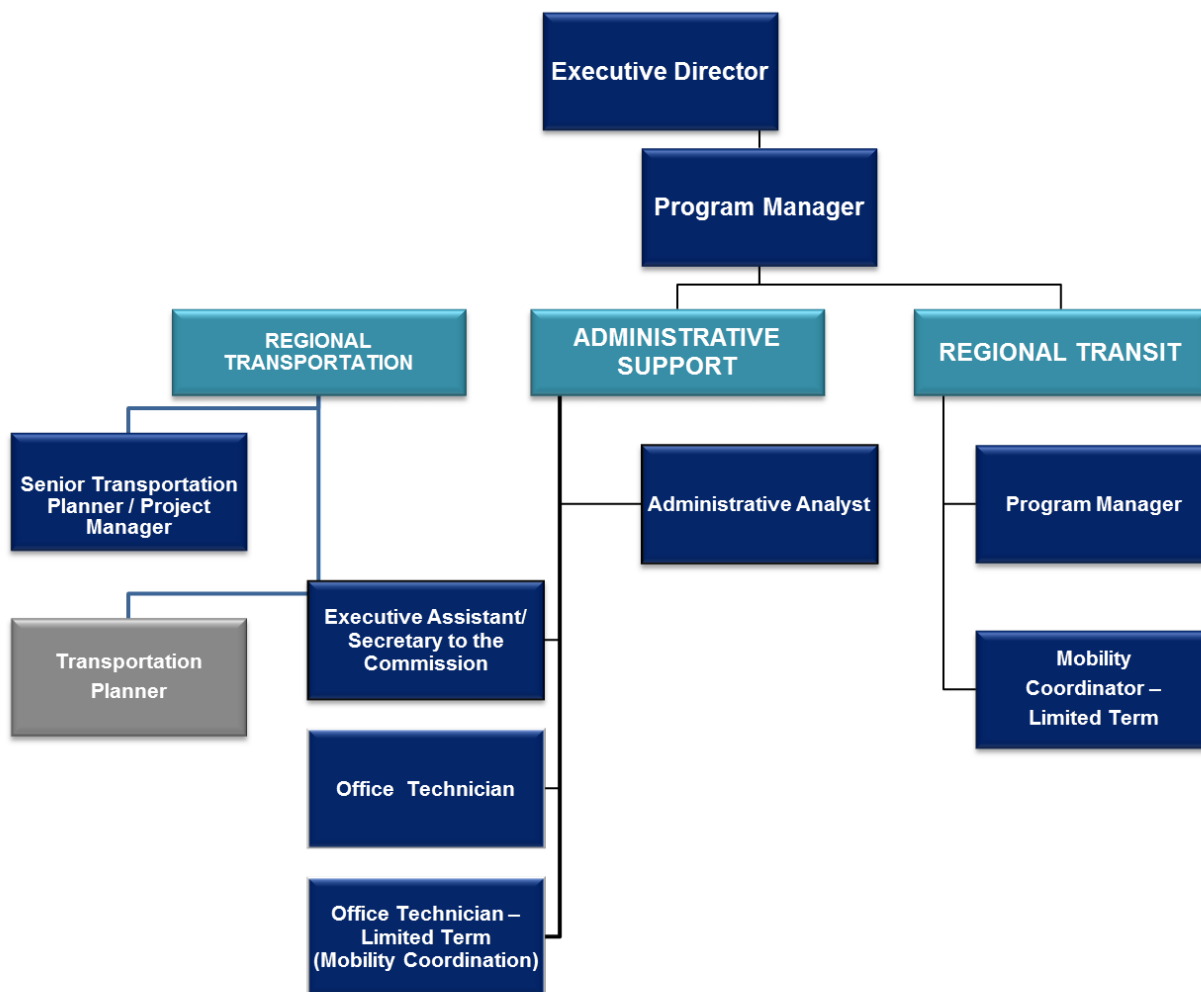 Executive Director
Program Manager
REGIONAL
TRANSPORTATION
ADMINISTRATIVE
SUPPORT
REGIONAL TRANSIT
Senior Transportation
Planner / Project
Manager
Administrative Analyst
Program Manager
Transportation
Planner
Executive Assistant/
Secretary to the
Commission
Mobility
Coordinator –
Limited Term
Office Technician
Office Technician –
Limited Term
(Mobility Coordination)